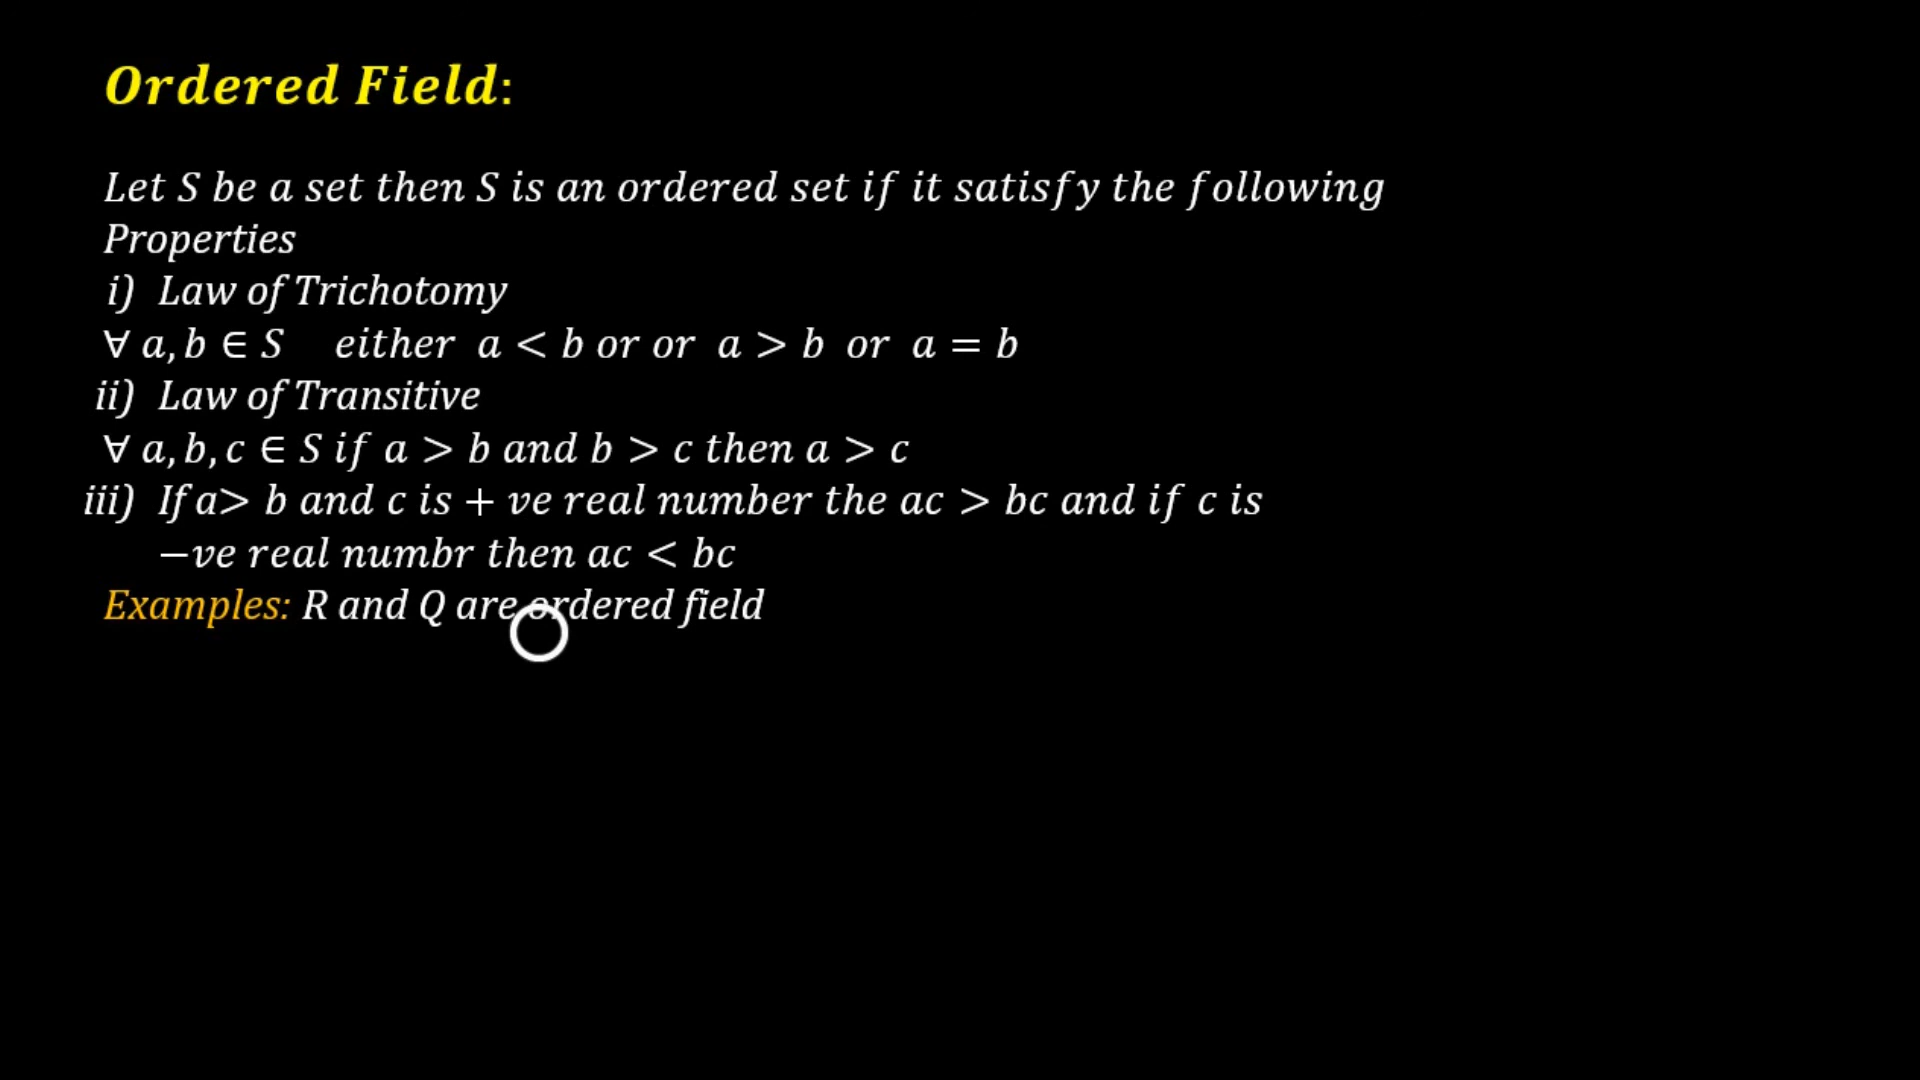 Ordered Field:
Let S be a set then S is an ordered set if it satisfy the following
Properties
i) Law of Trichotomy
∀ a, b ∈ S either a < b or or a > b or a = b
ii) Law of Transitive
∀ a, b, c ∈ S if a > b and b > c then a > c
iii) If a> b and c is + ve real number the ac > bc and if c is
−ve real numbr then ac < bc
Examples: R and Q are ordered field